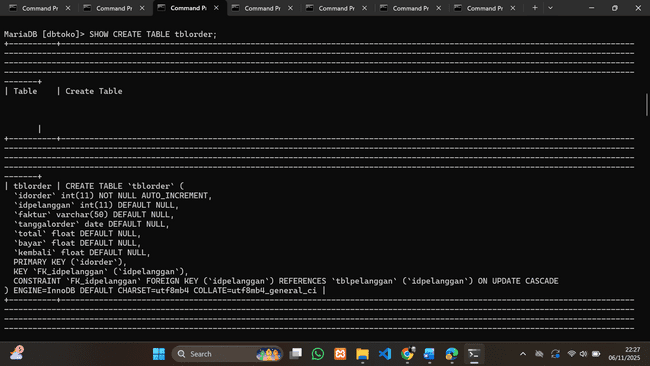 Command Pr
Command Pr
Command Pr
Command Pr
Command Pr
Command Pr
Command Pr
MariaDB [dbtoko]> SHOW CREATE TABLE tblorder;
| Table | Create Table
|
| tblorder | CREATE TABLE `tblorder` (
`idorder` int(11) NOT NULL AUTO_INCREMENT,
`idpelanggan` int(11) DEFAULT NULL,
`faktur` varchar(50) DEFAULT NULL,
`tanggalorder` date DEFAULT NULL,
`total` float DEFAULT NULL,
`bayar` float DEFAULT NULL,
`kembali` float DEFAULT NULL,
PRIMARY KEY (`idorder`),
KEY `FK_idpelanggan` (`idpelanggan`),
CONSTRAINT `FK_idpelanggan` FOREIGN KEY (`idpelanggan`) REFERENCES `tblpelanggan` (`idpelanggan`) ON UPDATE CASCADE
) ENGINE=InnoDB DEFAULT CHARSET=utf8mb4 COLLATE=utf8mb4_general_ci |
Search
22:27
06/11/2025